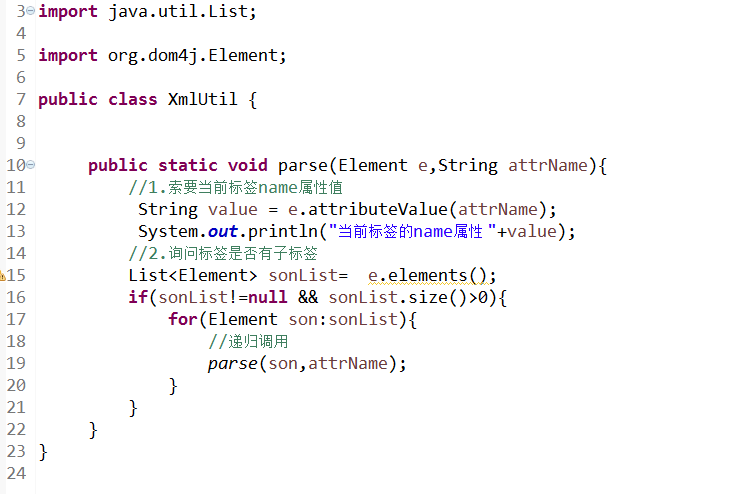 3 import java.util.List;
4
5 import org.dom4j.Element;
6
7 public class XmlUtil {
8
9
10     public static void parse(Element e,String attrName){
11         //1.索要当前标签name属性值
12          String value = e.attributeValue(attrName);
13          System.out.println("当前标签的name属性 "+value);
14         //2.询问标签是否有子标签
15         List<Element> sonList=  e.elements();
16         if(sonList!=null && sonList.size()>0){
17             for(Element son:sonList){
18                 //递归调用
19                 parse(son,attrName);
20             }
21         }
22     }
23 }
24